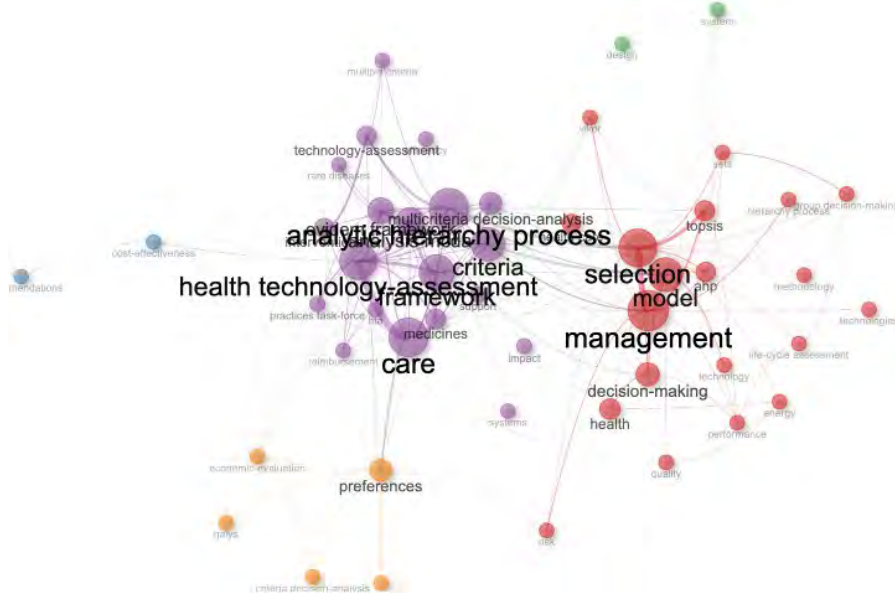 system
design
multiple criteria
vikor
technology-assessment
rare diseases
hierarchy process
group decision-making
topsis
multicriteria decision-analysis
analytic hierarchy process
cost-effectiveness
criteria
selection
ahp
methodology
mendations
health technology-assessment
framework
model
practices task-force
support
technologies
medicines
management
life-cycle assessment
reimbursement
impact
care
technology
decision-making
energy
systems
health
performance
economic-evaluation
preferences
quality
qalys
risk
criteria decision-analysis